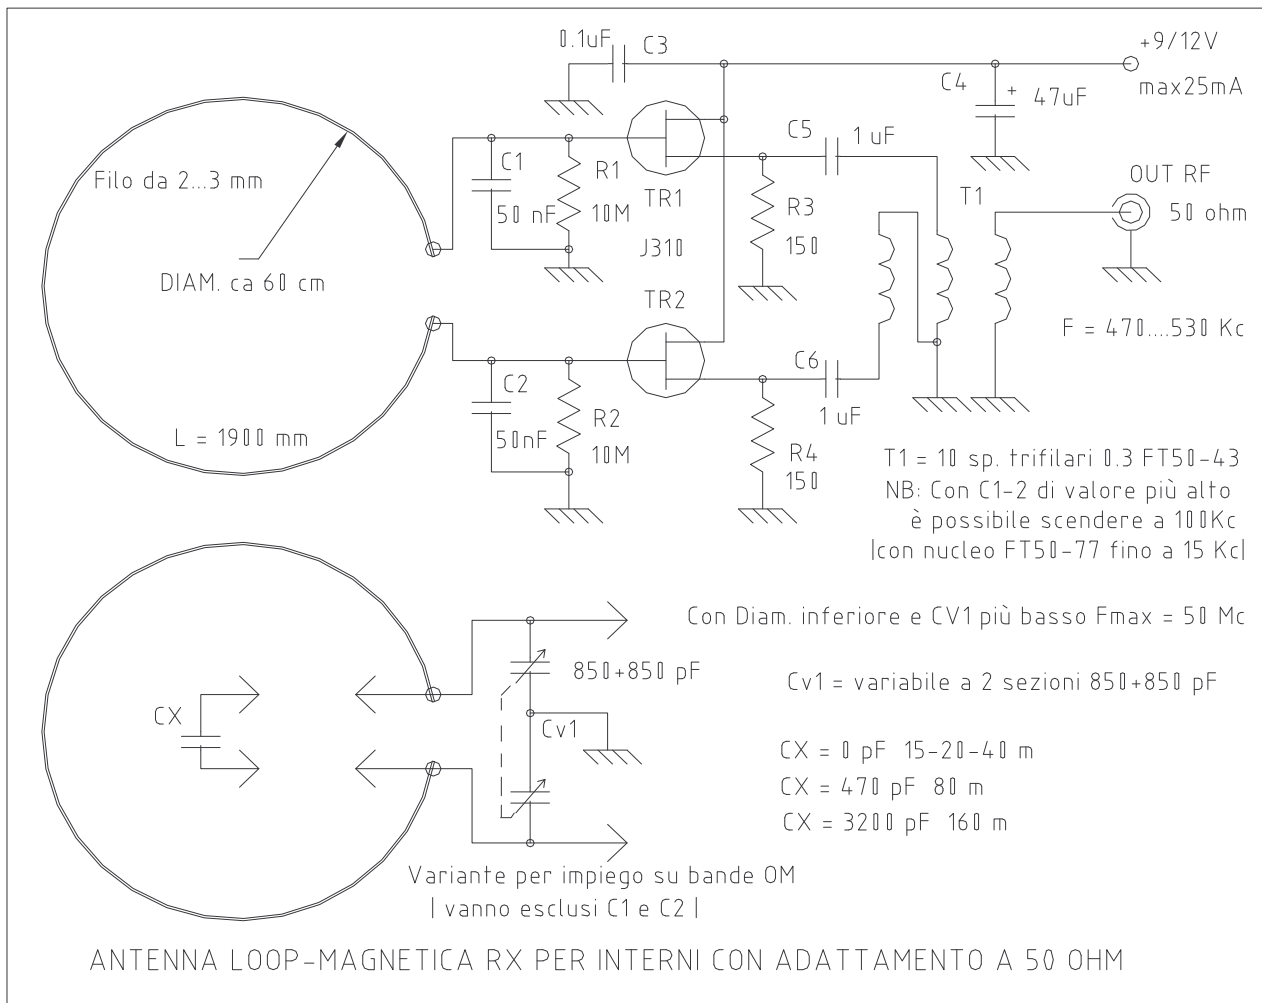 0.1uF
C3
+9/12V
C4
+
47uF
max25mA
C5
1 uF
Filo da 2...3 mm
C1
R1
OUT RF
T1
50 ohm
50 nF
10M
TR1
R3
J310
150
DIAM. ca 60 cm
TR2
F = 470....530 Kc
C6
C2
1 uF
R2
L = 1900 mm
50nF
10M
R4
150
T1 = 10 sp. trifilari 0.3 FT50-43
NB: Con C1-2 di valore più alto
è possibile scendere a 100Kc
|con nucleo FT50-77 fino a 15 Kc|
Con Diam. inferiore e CV1 più basso Fmax = 50 Mc
850+850 pF
Cv1 = variabile a 2 sezioni 850+850 pF
CX
Cv1
CX = 0 pF 15-20-40 m
CX = 470 pF 80 m
CX = 3200 pF 160 m
Variante per impiego su bande OM
| vanno esclusi C1 e C2 |
ANTENNA LOOP-MAGNETICA RX PER INTERNI CON ADATTAMENTO A 50 OHM